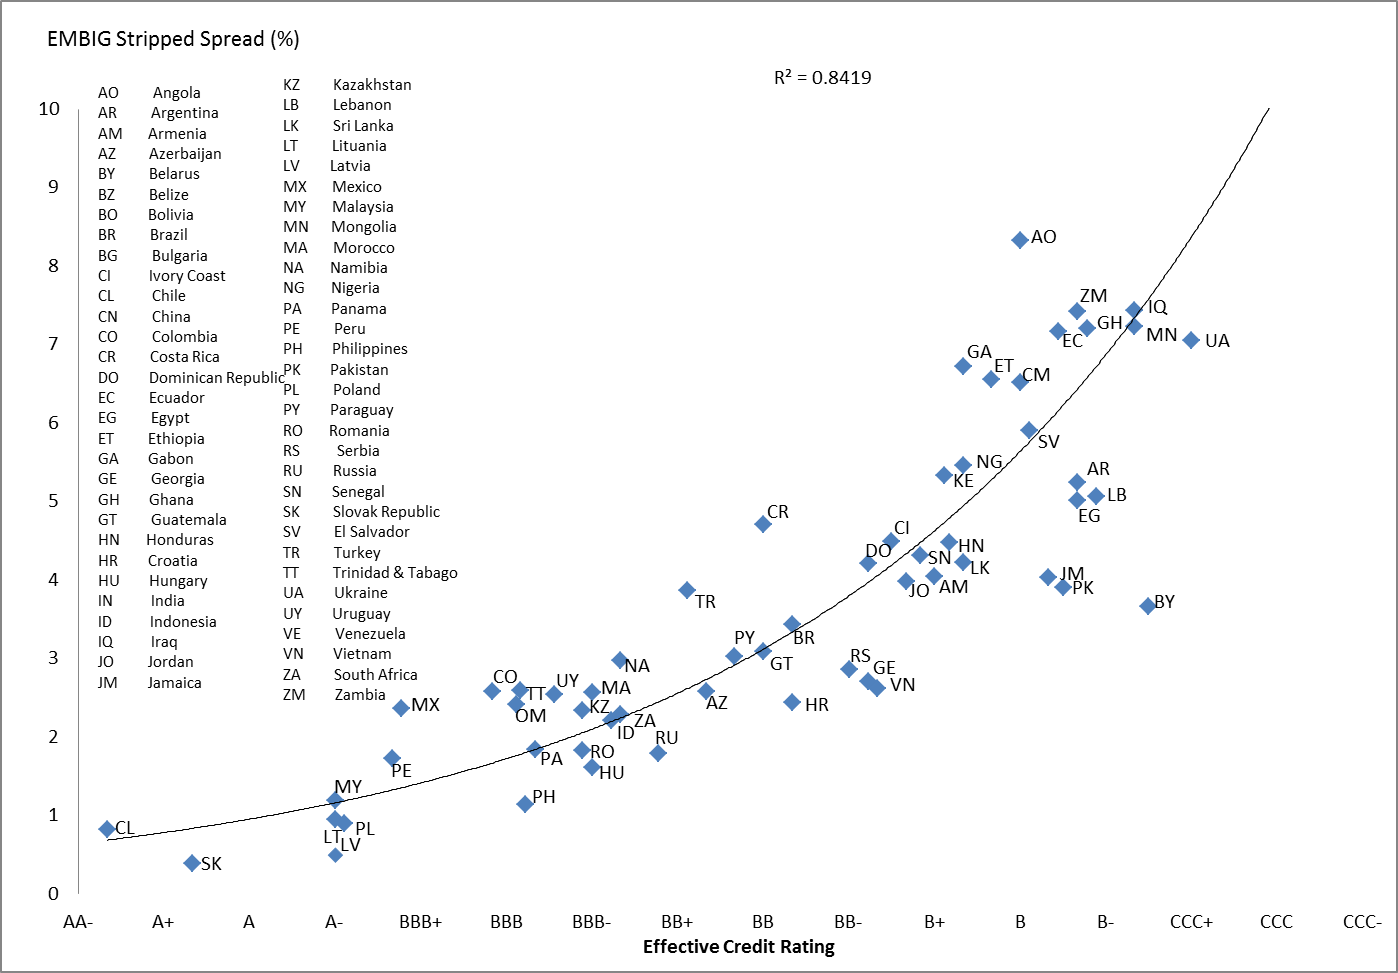 EMBIG Stripped Spread (%)
R² = 0.8419
AO Angola
AR Argentina
AM Armenia
AZ Azerbaijan
BY Belarus
BZ Belize
BO Bolivia
BR Brazil
BG Bulgaria
CI Ivory Coast
CL Chile
CN China
CO Colombia
CR Costa Rica
DO Dominican Republic
EC Ecuador
EG Egypt
ET Ethiopia
GA Gabon
GE Georgia
GH Ghana
GT Guatemala
HN Honduras
HR Croatia
HU Hungary
IN India
ID Indonesia
IQ Iraq
JO Jordan
JM Jamaica
KZ Kazakhstan
LB Lebanon
LK Sri Lanka
LT Lituania
LV Latvia
MX Mexico
MY Malaysia
MN Mongolia
MA Morocco
NA Namibia
NG Nigeria
PA Panama
PE Peru
PH Philippines
PK Pakistan
PL Poland
PY Paraguay
RO Romania
RS Serbia
RU Russia
SN Senegal
SK Slovak Republic
SV El Salvador
TR Turkey
TT Trinidad & Tabago
UA Ukraine
UY Uruguay
VE Venezuela
VN Vietnam
ZA South Africa
ZM Zambia
10
9
8
7
6
5
4
3
2
1
0
AO
ZM
IQ
GH
EC
MN
UA
GA
ET
CM
SV
NG
KE
AR
LB
EG
CR
CI
DO
SN
HN
LK
JO
AM
JM
PK
BY
TR
PY
BR
GT
RS
GE
VN
NA
CO
TT
UY
MA
OM
KZ
ID
ZA
AZ
HR
MX
PE
PA
RO
HU
RU
PH
MY
LT
PL
LV
CL
SK
AA- A+ A A- BBB+ BBB BBB- BB+ BB BB- B+ B B- CCC+ CCC CCC-
Effective Credit Rating